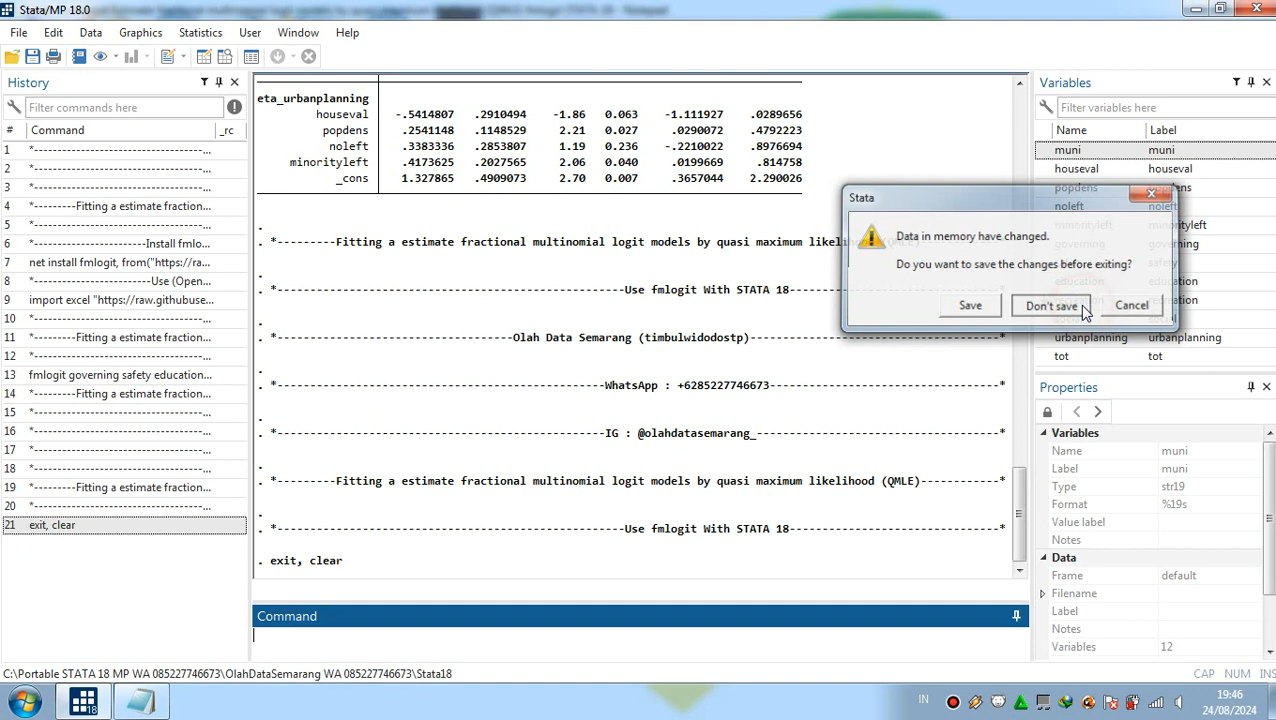 Stata/MP 18.0
File Edit Data Graphics Statistics User Window Help
History
Filter commands here
# Command _rc
1 *--------------------------------...
2 *--------------------------------...
3 *--------------------------------...
4 *---------Fitting a estimate fraction...
5 *--------------------------------...
6 *----------------------------Install fmlo...
7 net install fmlogit, from("https://ra...
8 *-----------------------------Use (Open...
9 import excel "https://raw.githubuse...
10 *--------------------------------...
11 *---------Fitting a estimate fraction...
12 *--------------------------------...
13 fmlogit governing safety education...
14 *---------Fitting a estimate fraction...
15 *--------------------------------...
16 *--------------------------------...
17 *--------------------------------...
18 *--------------------------------...
19 *---------Fitting a estimate fraction...
20 *--------------------------------...
21 exit, clear
eta_urbanplanning
houseval -.5414807 .2910494 -1.86 0.063 -1.111927 .0289656
popdens .2541148 .1148529 2.21 0.027 .0290072 .4792223
noleft .3383336 .2853807 1.19 0.236 -.2210022 .8976694
minorityleft .4173625 .2027565 2.06 0.040 .0199669 .814758
_cons 1.327865 .4909073 2.70 0.007 .3657044 2.290026
.
. *---------Fitting a estimate fractional multinomial logit models by quasi maximum
.
. *------------------------------------------Use fmlogit With STATA 18--------------------------*
.
. *-----------------------------Olah Data Semarang (timbulwidodostp)-----------------------------*
.
. *----------------------------------------WhatsApp : +6285227746673-----------------------------*
.
. *----------------------------------------IG : @olahdatasemarang_-------------------------------*
.
. *-------Fitting a estimate fractional multinomial logit models by quasi maximum likelihood (QMLE)----------*
.
. *------------------------------------------Use fmlogit With STATA 18--------------------------*
. exit, clear
Command
Variables
Filter variables here
Name Label
muni muni
houseval houseval
popdens popdens
noleft noleft
governing
education
urbanplanning urbanplanning
tot tot
Stata
Data in memory have changed.
Do you want to save the changes before exiting?
Save Don't save Cancel
Properties
Variables
Name muni
Label muni
Type str19
Format %19s
Value label
Notes
Data
Frame default
Filename
Label
Notes
Variables 12
C:\Portable STATA 18 MP WA 085227746673\OlahDataSemarang WA 085227746673\Stata18
CAP NUM INS
18
IN
19:46
24/08/2024